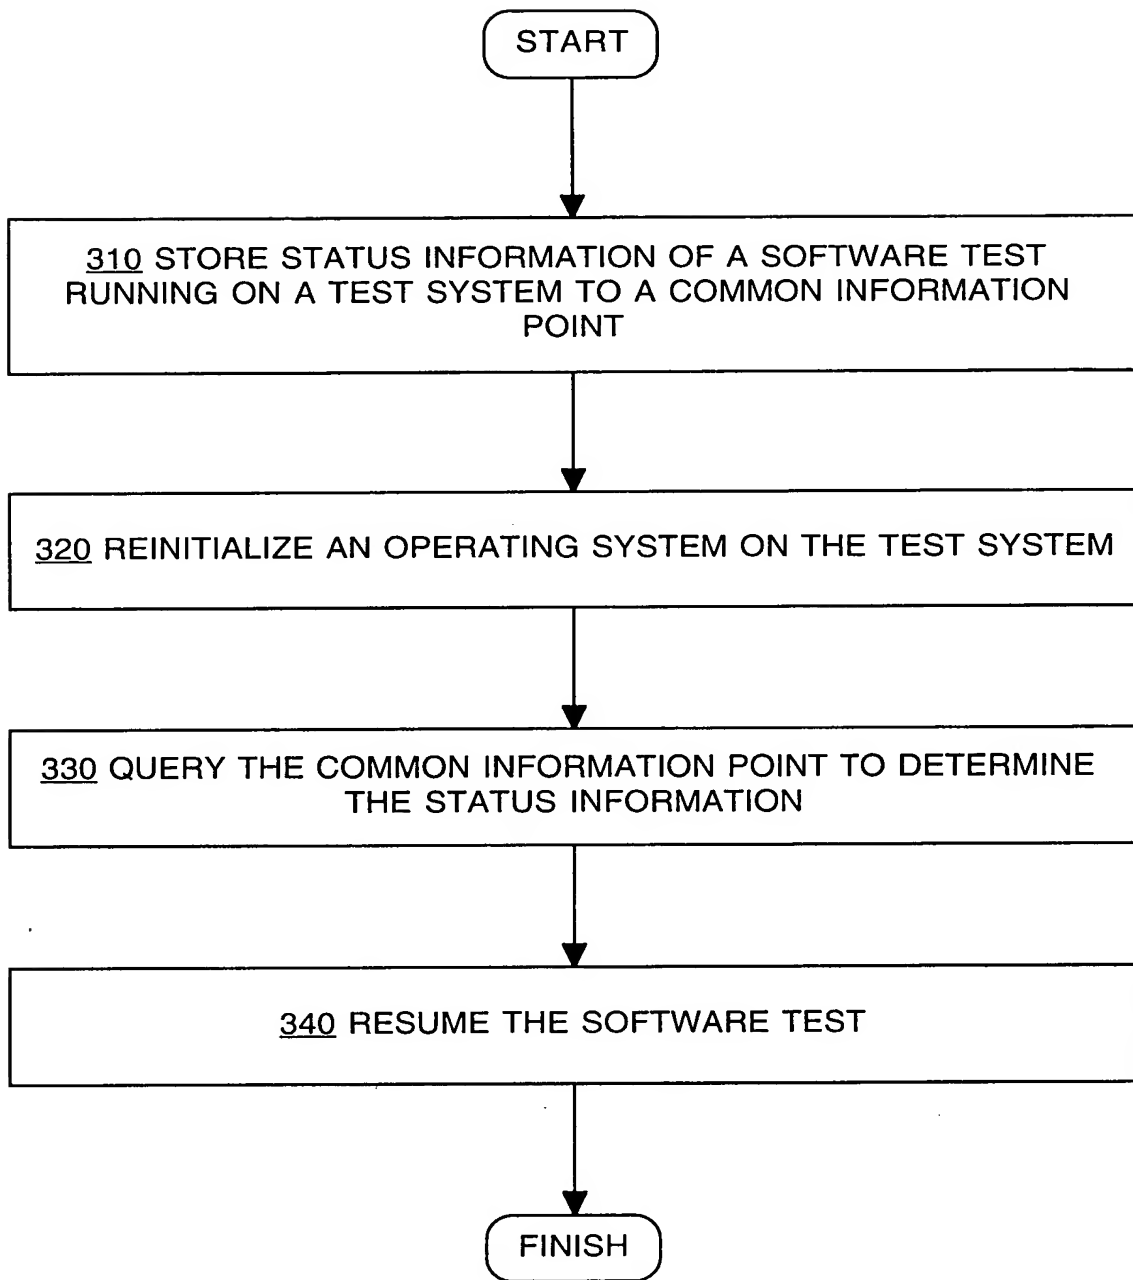 START
310 STORE STATUS INFORMATION OF A SOFTWARE TEST
RUNNING ON A TEST SYSTEM TO A COMMON INFORMATION
POINT
320 REINITIALIZE AN OPERATING SYSTEM ON THE TEST SYSTEM
330 QUERY THE COMMON INFORMATION POINT TO DETERMINE
THE STATUS INFORMATION
340 RESUME THE SOFTWARE TEST
FINISH